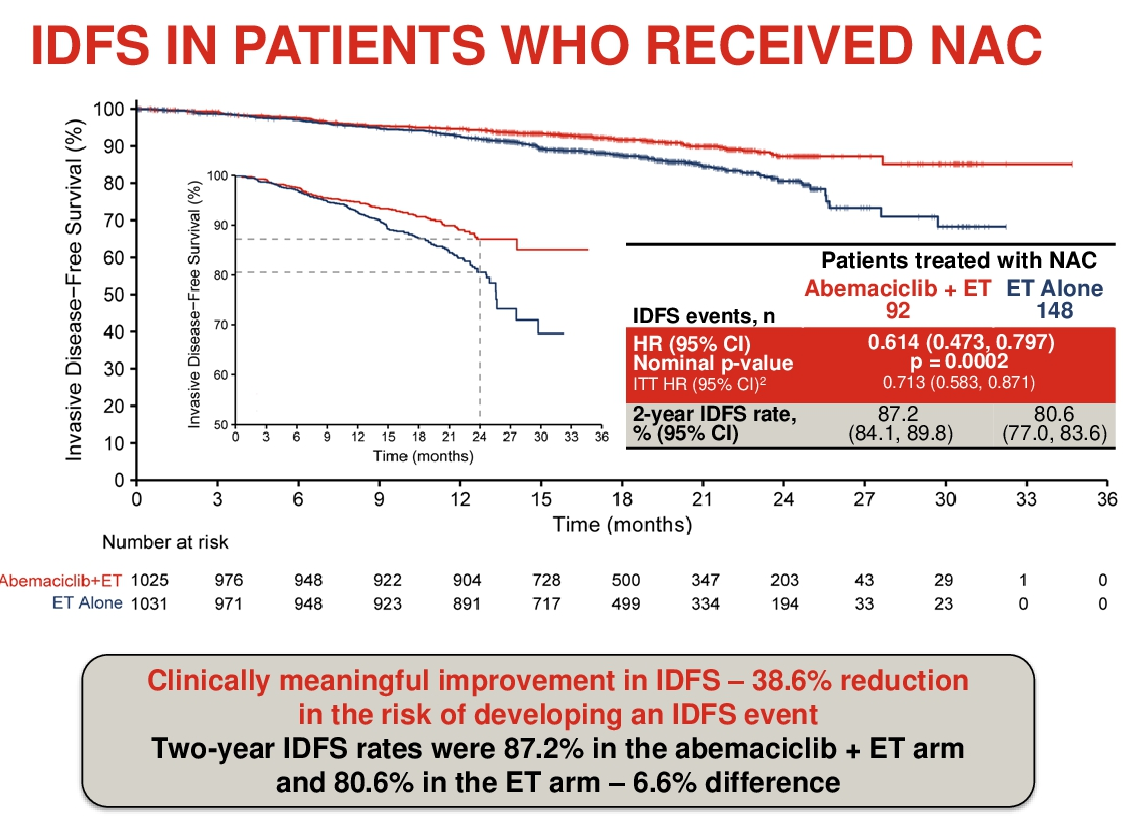 IDFS IN PATIENTS WHO RECEIVED NAC
Invasive Disease−Free Survival (%)
100
90
80
70
60
50
40
30
20
10
0
0 3 6 9 12 15 18 21 24 27 30 33 36
Time (months)
Invasive Disease−Free Survival (%)
100
90
80
70
60
50
0 3 6 9 12 15 18 21 24 27 30 33 36
Time (months)
Patients treated with NAC
Abemaciclib + ET ET Alone
IDFS events, n 92 148
HR (95% CI) 0.614 (0.473, 0.797)
Nominal p-value p = 0.0002
ITT HR (95% CI)² 0.713 (0.583, 0.871)
2-year IDFS rate, 87.2 80.6
% (95% CI) (84.1, 89.8) (77.0, 83.6)
Number at risk
Abemaciclib+ET 1025 976 948 922 904 728 500 347 203 43 29 1 0
ET Alone 1031 971 948 923 891 717 499 334 194 33 23 0 0
Clinically meaningful improvement in IDFS – 38.6% reduction
in the risk of developing an IDFS event
Two-year IDFS rates were 87.2% in the abemaciclib + ET arm
and 80.6% in the ET arm – 6.6% difference